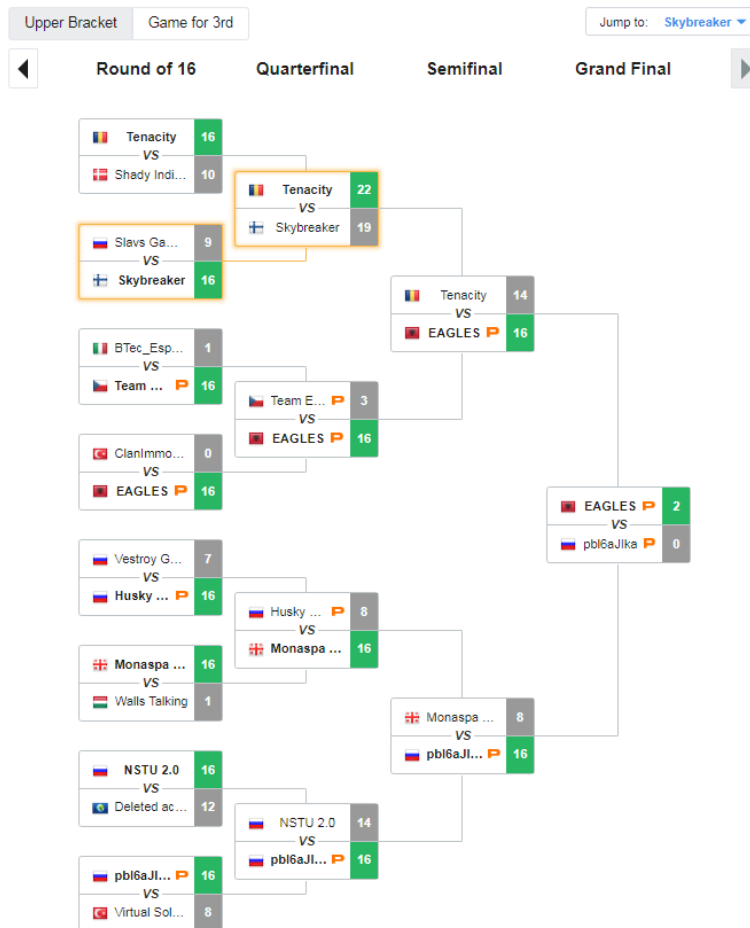 Upper Bracket Game for 3rd Jump to: Skybreaker
Round of 16 Quarterfinal Semifinal Grand Final
Tenacity 16
VS
Shady Indi... 10
Slavs Ga... 9
VS
Skybreaker 16
BTec_Esp... 1
VS
Team ... P 16
ClanImmo... 0
VS
EAGLES P 16
Vestroy G... 7
VS
Husky ... P 16
Monaspa ... 16
VS
Walls Talking 1
NSTU 2.0 16
VS
Deleted ac... 12
pbl6aJI... P 16
VS
Virtual Sol... 8
Tenacity 22
VS
Skybreaker 19
Team E... P 3
VS
EAGLES P 16
Husky ... P 8
VS
Monaspa ... 16
NSTU 2.0 14
VS
pbl6aJI... P 16
Tenacity 14
VS
EAGLES P 16
Monaspa ... 8
VS
pbl6aJI... P 16
EAGLES P 2
VS
pbl6aJIka P 0